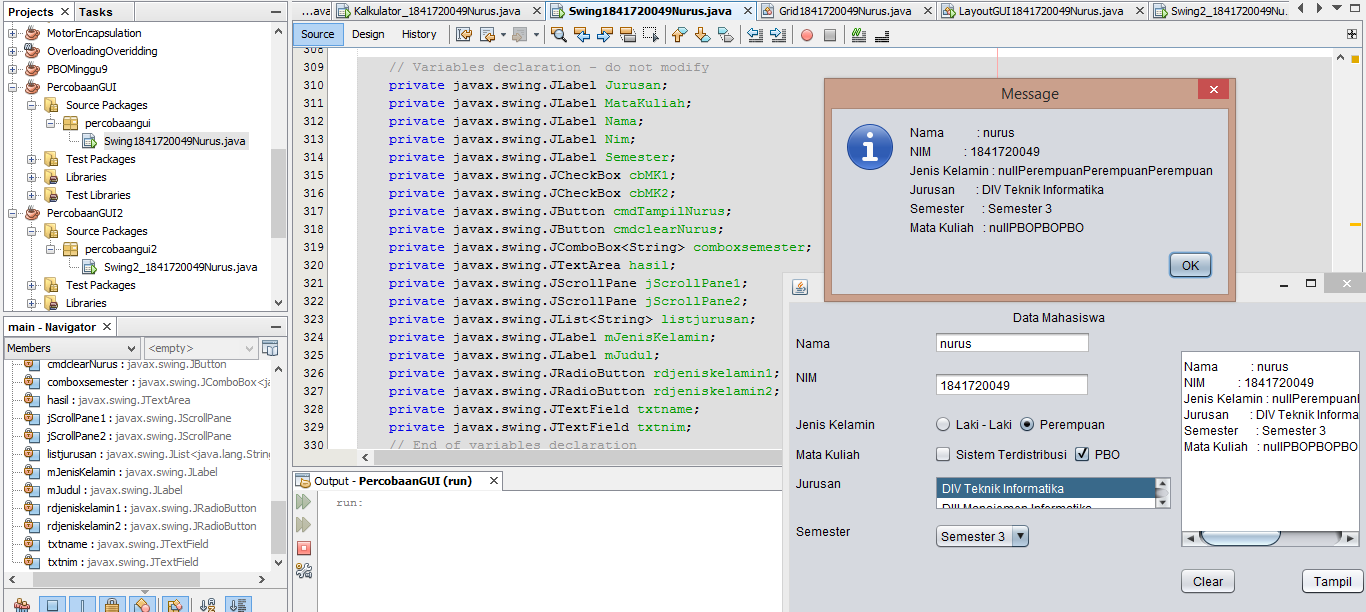 Projects × Tasks
MotorEncapsulation
OverloadingOveridding
PBOMinggu9
PercobaanGUI
Source Packages
percobaangui
Swing1841720049Nurus.java
Test Packages
Libraries
Test Libraries
PercobaanGUI2
Source Packages
percobaangui2
Swing2_1841720049Nurus.java
Test Packages
Libraries
main - Navigator ×
Members <empty>
cmdclearNurus : javax.swing.JButton
comboxsemester : javax.swing.JComboBox<ja
hasil : javax.swing.JTextArea
jScrollPane1 : javax.swing.JScrollPane
jScrollPane2 : javax.swing.JScrollPane
listjurusan : javax.swing.JList<java.lang.String
mJenisKelamin : javax.swing.JLabel
mJudul : javax.swing.JLabel
rdjeniskelamin1 : javax.swing.JRadioButton
rdjeniskelamin2 : javax.swing.JRadioButton
txtname : javax.swing.JTextField
txtnim : javax.swing.JTextField
...ava Kalkulator_1841720049Nurus.java × Swing1841720049Nurus.java × Grid1841720049Nurus.java × LayoutGUI1841720049Nurus.java × Swing2_1841720049Nu...
Source Design History
308
309 // Variables declaration - do not modify
310 private javax.swing.JLabel Jurusan;
311 private javax.swing.JLabel MataKuliah;
312 private javax.swing.JLabel Nama;
313 private javax.swing.JLabel Nim;
314 private javax.swing.JLabel Semester;
315 private javax.swing.JCheckBox cbMK1;
316 private javax.swing.JCheckBox cbMK2;
317 private javax.swing.JButton cmdTampilNurus;
318 private javax.swing.JButton cmdclearNurus;
319 private javax.swing.JComboBox<String> comboxsemester;
320 private javax.swing.JTextArea hasil;
321 private javax.swing.JScrollPane jScrollPane1;
322 private javax.swing.JScrollPane jScrollPane2;
323 private javax.swing.JList<String> listjurusan;
324 private javax.swing.JLabel mJenisKelamin;
325 private javax.swing.JLabel mJudul;
326 private javax.swing.JRadioButton rdjeniskelamin1;
327 private javax.swing.JRadioButton rdjeniskelamin2;
328 private javax.swing.JTextField txtname;
329 private javax.swing.JTextField txtnim;
330 // End of variables declaration
Output - PercobaanGUI (run) ×
run:
Message
Nama : nurus
NIM : 1841720049
Jenis Kelamin : nullPerempuanPerempuanPerempuan
Jurusan : DIV Teknik Informatika
Semester : Semester 3
Mata Kuliah : nullPBOPBOPBO
OK
Data Mahasiswa
Nama nurus
NIM 1841720049
Jenis Kelamin Laki - Laki Perempuan
Mata Kuliah Sistem Terdistribusi PBO
Jurusan DIV Teknik Informatika
DIII Manajemen Informatika
Semester Semester 3
Nama : nurus
NIM : 1841720049
Jenis Kelamin : nullPerempuanl
Jurusan : DIV Teknik Informa
Semester : Semester 3
Mata Kuliah : nullPBOPBOPBO
Clear Tampil